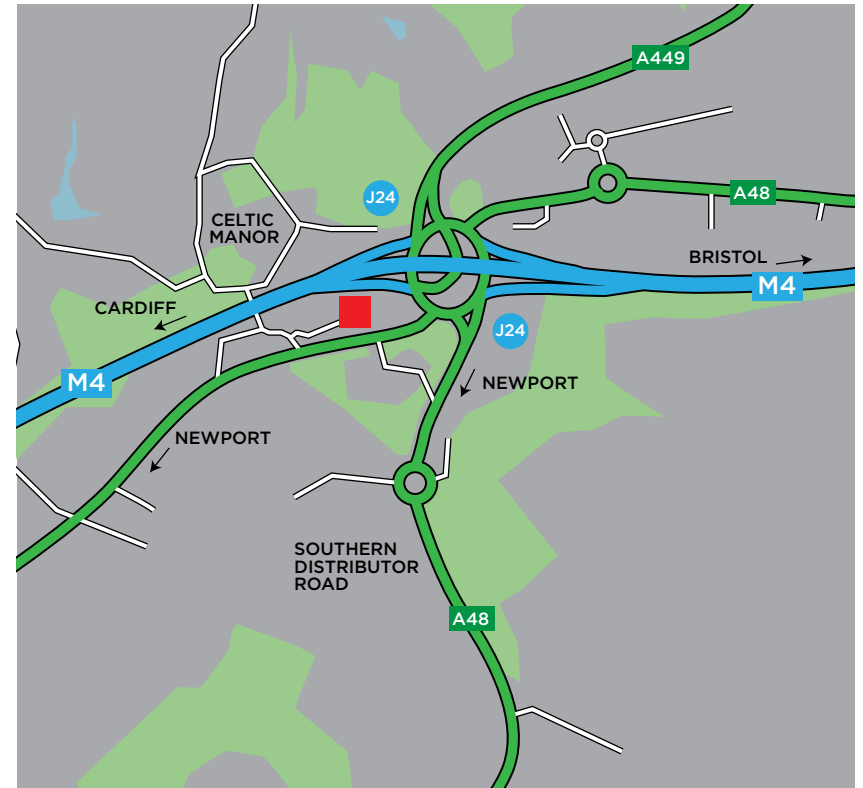 A449
A48
J24
CELTIC
MANOR
BRISTOL
M4
CARDIFF
J24
M4
NEWPORT
NEWPORT
SOUTHERN
DISTRIBUTOR
ROAD
A48